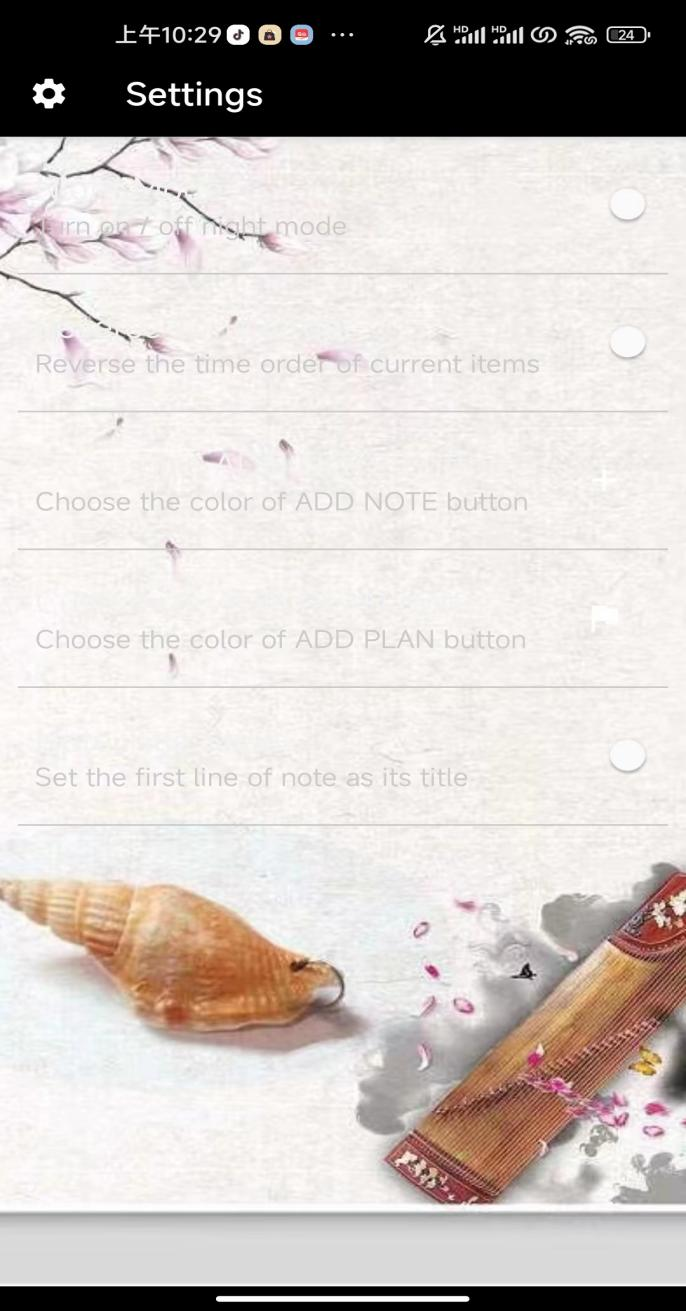 上午10:29
HD HD 24
Settings
Turn on / off night mode
Reverse the time order of current items
Choose the color of ADD NOTE button
Choose the color of ADD PLAN button
Set the first line of note as its title